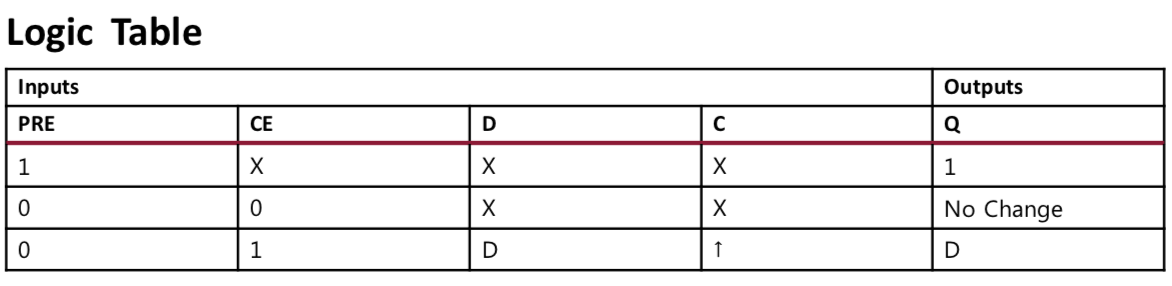 Logic Table
Inputs Outputs
PRE CE D C Q
1 X X X 1
0 0 X X No Change
0 1 D ↑ D